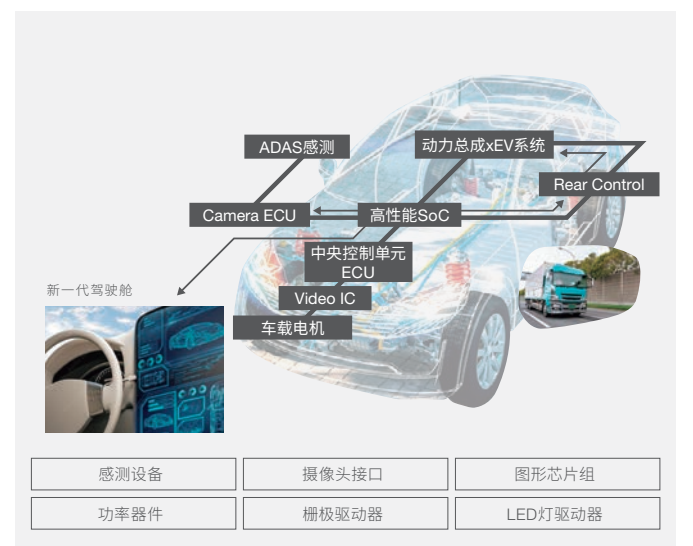 ADAS感测
动力总成xEV系统
Rear Control
Camera ECU
高性能SoC
中央控制单元
ECU
新一代驾驶舱
Video IC
车载电机
感测设备
摄像头接口
图形芯片组
功率器件
栅极驱动器
LED灯驱动器